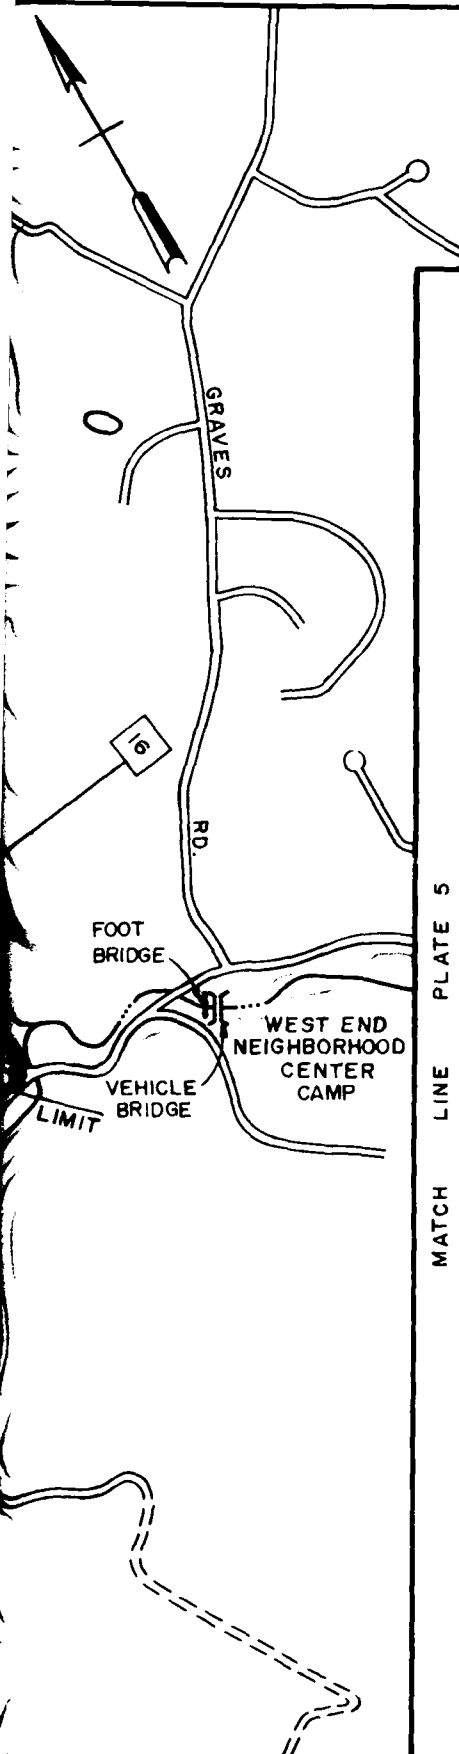 GRAVES
RD.
16
FOOT
BRIDGE
WEST END
NEIGHBORHOOD
CENTER
CAMP
VEHICLE
BRIDGE
LIMIT
MATCH LINE PLATE 5